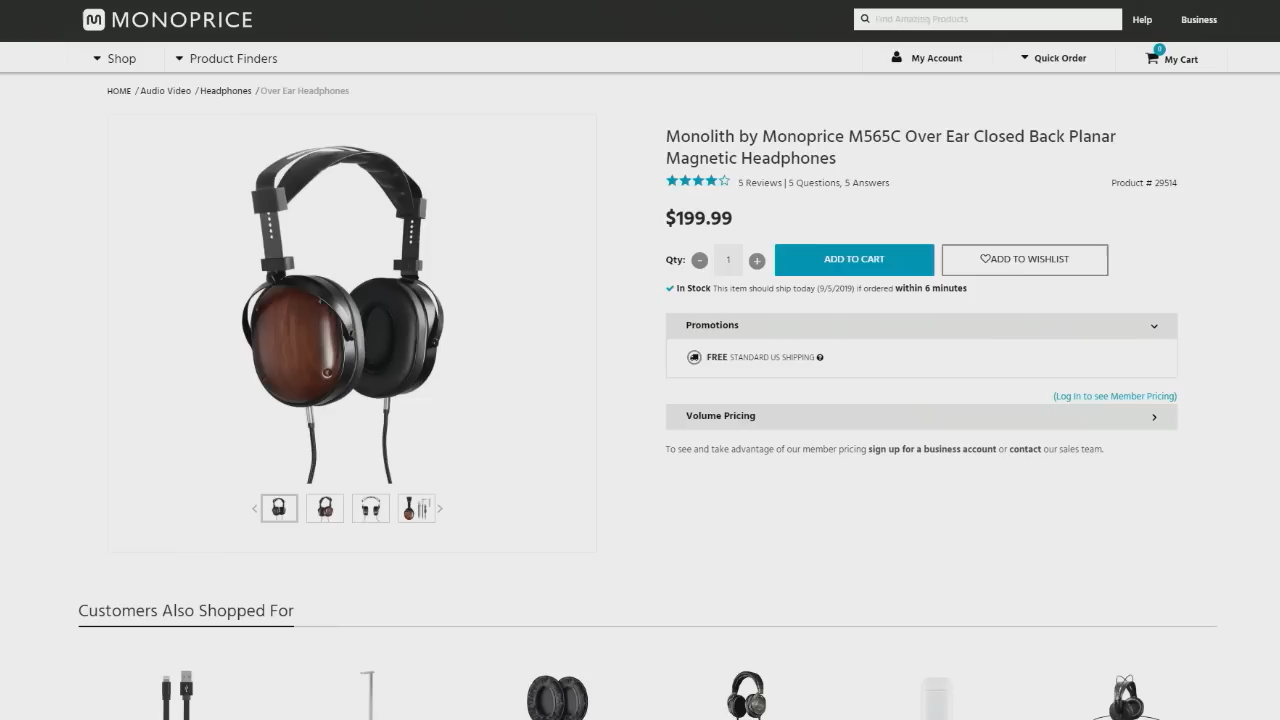 MONOPRICE
Find Amazing Products
Help
Business
Shop
Product Finders
My Account
Quick Order
0
My Cart
HOME / Audio Video / Headphones / Over Ear Headphones
Monolith by Monoprice M565C Over Ear Closed Back Planar
Magnetic Headphones
5 Reviews | 5 Questions, 5 Answers
Product # 29514
$199.99
Qty: - 1 +
ADD TO CART
ADD TO WISHLIST
In Stock This item should ship today (9/5/2019) if ordered within 6 minutes
Promotions
FREE STANDARD US SHIPPING
(Log In to see Member Pricing)
Volume Pricing
To see and take advantage of our member pricing sign up for a business account or contact our sales team.
Customers Also Shopped For